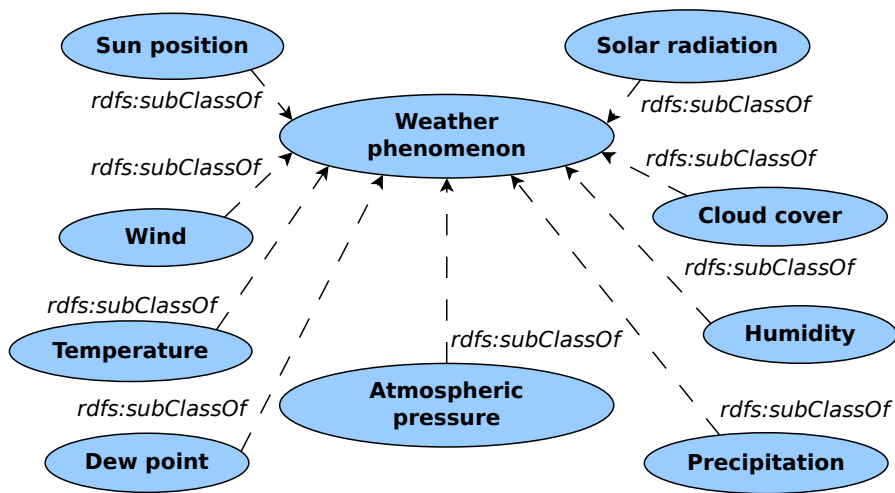 Sun position
Solar radiation
rdfs:subClassOf
rdfs:subClassOf
Weather
phenomenon
rdfs:subClassOf
rdfs:subClassOf
Cloud cover
Wind
rdfs:subClassOf
rdfs:subClassOf
Humidity
rdfs:subClassOf
Temperature
Atmospheric
pressure
rdfs:subClassOf
rdfs:subClassOf
Dew point
Precipitation